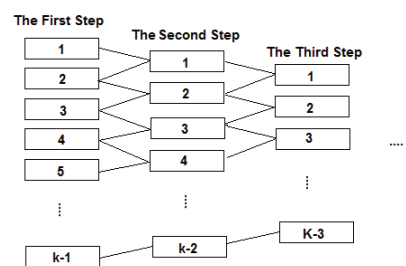 The First Step
The Second Step
The Third Step
1
2
3
4
5
k-1
1
2
3
4
k-2
1
2
3
K-3
....